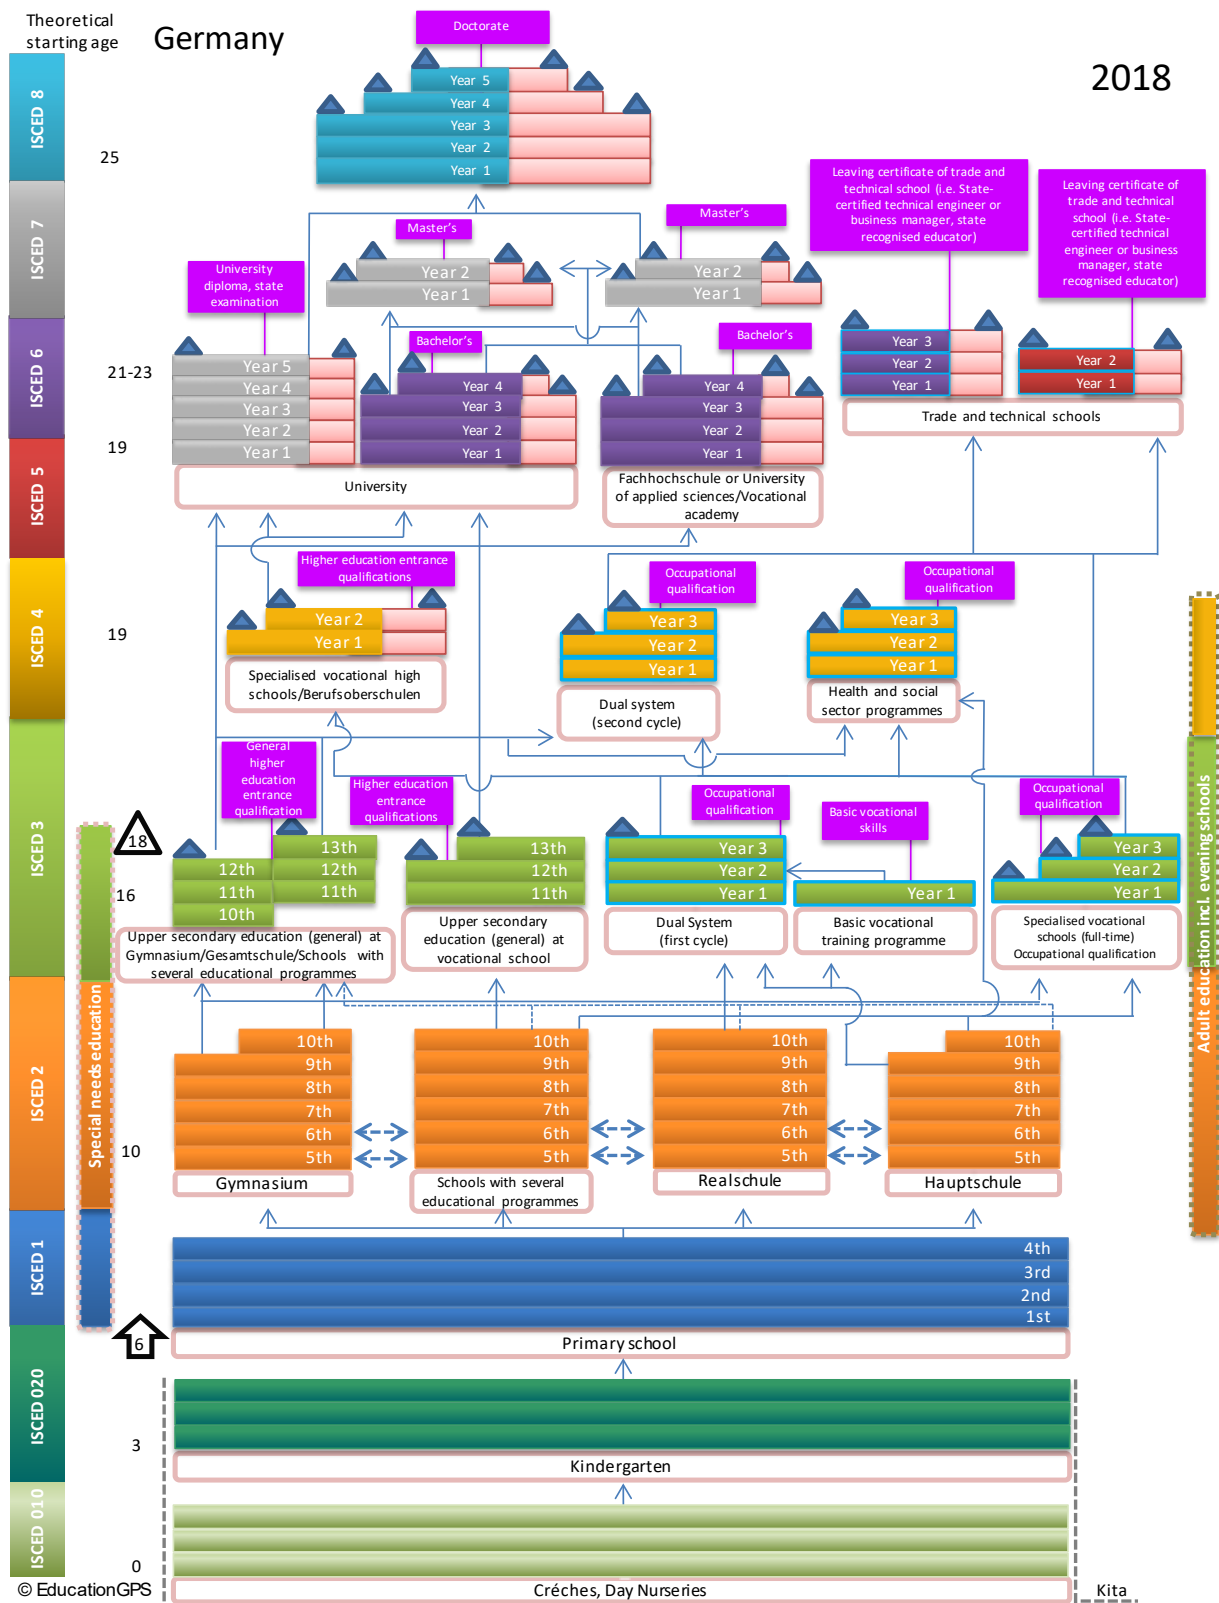 Theoretical
starting age
Germany
2018
ISCED 8
ISCED 7
ISCED 6
ISCED 5
ISCED 4
ISCED 3
ISCED 2
ISCED 1
ISCED 020
ISCED 010
25
21-23
19
19
18
16
10
6
3
0
Special needs education
Adult education incl. evening schools
Doctorate
Year 5
Year 4
Year 3
Year 2
Year 1
Master's
Year 2
Year 1
Master's
Year 2
Year 1
Leaving certificate of trade and
technical school (i.e. State-
certified technical engineer or
business manager, state
recognised educator)
Leaving certificate of
trade and technical
school (i.e. State-
certified technical
engineer or business
manager, state
recognised educator)
University
diploma, state
examination
Year 5
Year 4
Year 3
Year 2
Year 1
Bachelor's
Year 4
Year 3
Year 2
Year 1
University
Bachelor's
Year 4
Year 3
Year 2
Year 1
Fachhochschule or University
of applied sciences/Vocational
academy
Year 3
Year 2
Year 1
Year 2
Year 1
Trade and technical schools
Higher education entrance
qualifications
Year 2
Year 1
Specialised vocational high
schools/Berufsoberschulen
Occupational
qualification
Year 3
Year 2
Year 1
Dual system
(second cycle)
Occupational
qualification
Year 3
Year 2
Year 1
Health and social
sector programmes
General
higher
education
entrance
qualification
12th
11th
10th
13th
12th
11th
Upper secondary education (general) at
Gymnasium/Gesamtschule/Schools with
several educational programmes
Higher education
entrance
qualifications
13th
12th
11th
Upper secondary
education (general) at
vocational school
Occupational
qualification
Year 3
Year 2
Year 1
Dual System
(first cycle)
Basic vocational
skills
Year 1
Basic vocational
training programme
Occupational
qualification
Year 3
Year 2
Year 1
Specialised vocational
schools (full-time)
Occupational qualification
10th
9th
8th
7th
6th
5th
Gymnasium
10th
9th
8th
7th
6th
5th
Schools with several
educational programmes
10th
9th
8th
7th
6th
5th
Realschule
10th
9th
8th
7th
6th
5th
Hauptschule
4th
3rd
2nd
1st
Primary school
Kindergarten
Créches, Day Nurseries
Kita
© EducationGPS